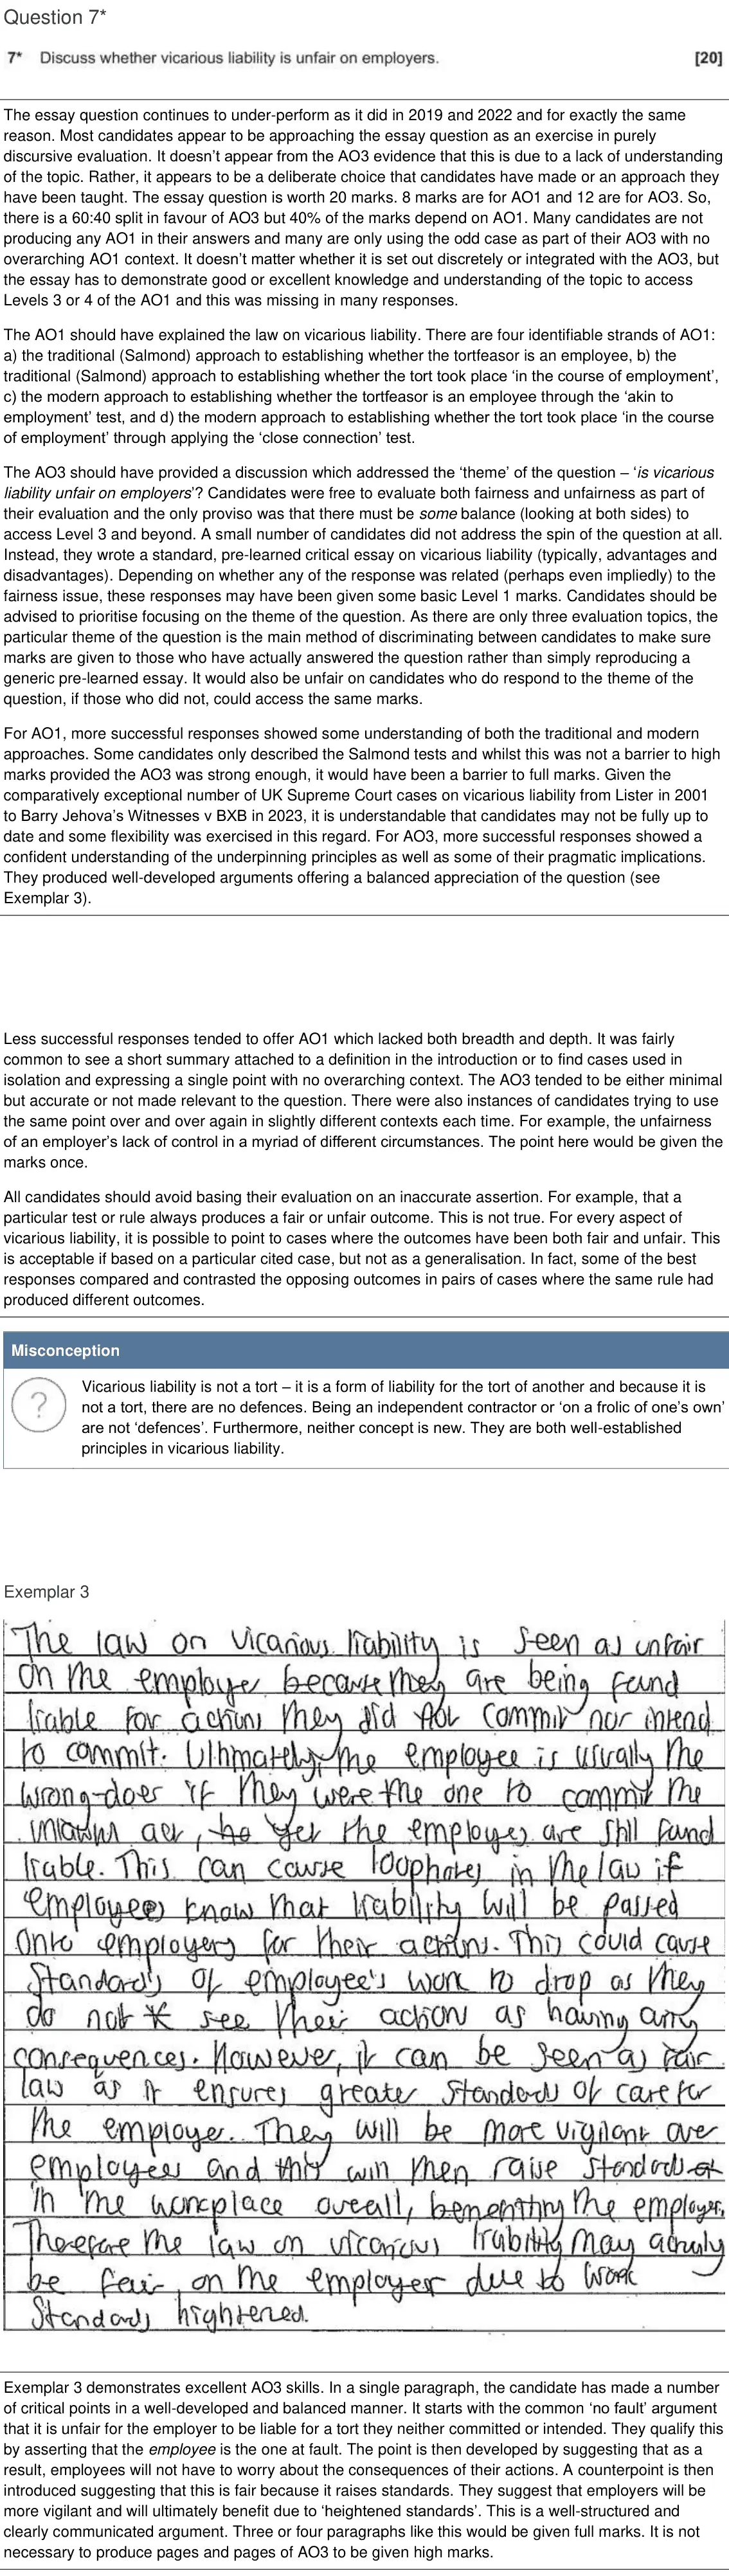 Question 7*
7* Discuss whether vicarious liability is unfair on employers. [20]
The essay question continues to under-perform as it did in 2019 and 2022 and for exactly the same
reason. Most candidates appear to be approaching the essay question as an exercise in purely
discursive evaluation. It doesn't appear from the AO3 evidence that this is due to a lack of understanding
of the topic. Rather, it appears to be a deliberate choice that candidates have made or an approach they
have been taught. The essay question is worth 20 marks. 8 marks are for AO1 and 12 are for AO3. So,
there is a 60:40 split in favour of AO3 but 40% of the marks depend on AO1. Many candidates are not
producing any AO1 in their answers and many are only using the odd case as part of their AO3 with no
overarching AO1 context. It doesn't matter whether it is set out discretely or integrated with the AO3, but
the essay has to demonstrate good or excellent knowledge and understanding of the topic to access
Levels 3 or 4 of the AO1 and this was missing in many responses.
The AO1 should have explained the law on vicarious liability. There are four identifiable strands of AO1:
a) the traditional (Salmond) approach to establishing whether the tortfeasor is an employee, b) the
traditional (Salmond) approach to establishing whether the tort took place 'in the course of employment',
c) the modern approach to establishing whether the tortfeasor is an employee through the 'akin to
employment' test, and d) the modern approach to establishing whether the tort took place 'in the course
of employment' through applying the 'close connection' test.
The AO3 should have provided a discussion which addressed the 'theme' of the question – 'is vicarious
liability unfair on employers'? Candidates were free to evaluate both fairness and unfairness as part of
their evaluation and the only proviso was that there must be some balance (looking at both sides) to
access Level 3 and beyond. A small number of candidates did not address the spin of the question at all.
Instead, they wrote a standard, pre-learned critical essay on vicarious liability (typically, advantages and
disadvantages). Depending on whether any of the response was related (perhaps even impliedly) to the
fairness issue, these responses may have been given some basic Level 1 marks. Candidates should be
advised to prioritise focusing on the theme of the question. As there are only three evaluation topics, the
particular theme of the question is the main method of discriminating between candidates to make sure
marks are given to those who have actually answered the question rather than simply reproducing a
generic pre-learned essay. It would also be unfair on candidates who do respond to the theme of the
question, if those who did not, could access the same marks.
For AO1, more successful responses showed some understanding of both the traditional and modern
approaches. Some candidates only described the Salmond tests and whilst this was not a barrier to high
marks provided the AO3 was strong enough, it would have been a barrier to full marks. Given the
comparatively exceptional number of UK Supreme Court cases on vicarious liability from Lister in 2001
to Barry Jehova's Witnesses v BXB in 2023, it is understandable that candidates may not be fully up to
date and some flexibility was exercised in this regard. For AO3, more successful responses showed a
confident understanding of the underpinning principles as well as some of their pragmatic implications.
They produced well-developed arguments offering a balanced appreciation of the question (see
Exemplar 3).
Less successful responses tended to offer AO1 which lacked both breadth and depth. It was fairly
common to see a short summary attached to a definition in the introduction or to find cases used in
isolation and expressing a single point with no overarching context. The AO3 tended to be either minimal
but accurate or not made relevant to the question. There were also instances of candidates trying to use
the same point over and over again in slightly different contexts each time. For example, the unfairness
of an employer's lack of control in a myriad of different circumstances. The point here would be given the
marks once.
All candidates should avoid basing their evaluation on an inaccurate assertion. For example, that a
particular test or rule always produces a fair or unfair outcome. This is not true. For every aspect of
vicarious liability, it is possible to point to cases where the outcomes have been both fair and unfair. This
is acceptable if based on a particular cited case, but not as a generalisation. In fact, some of the best
responses compared and contrasted the opposing outcomes in pairs of cases where the same rule had
produced different outcomes.
Misconception
?
Vicarious liability is not a tort – it is a form of liability for the tort of another and because it is
not a tort, there are no defences. Being an independent contractor or 'on a frolic of one's own'
are not 'defences'. Furthermore, neither concept is new. They are both well-established
principles in vicarious liability.
Exemplar 3
The law on vicarious liability is seen as unfair
on the employer because they are being found
liable for actions they did not commit nor intend
to commit. Ultimately, the employee is usually the
wrong-doer if they were the one to commit the
act, yet the employer are still found
liable. This can cause loopholes in the law if
employees know that liability will be passed
onto employers for their actions. This could cause
standards of employee's work to drop as they
do not see their action as having any
consequences. However, it can be seen as fair
law as it ensures greater standards of care for
the employer. They will be more vigilant over
employees and this will then raise standards
in the workplace overall, benefiting the employer.
Therefore the law on vicarious liability may actually
be fair on the employer due to work
standards hightened.
Exemplar 3 demonstrates excellent AO3 skills. In a single paragraph, the candidate has made a number
of critical points in a well-developed and balanced manner. It starts with the common 'no fault' argument
that it is unfair for the employer to be liable for a tort they neither committed or intended. They qualify this
by asserting that the employee is the one at fault. The point is then developed by suggesting that as a
result, employees will not have to worry about the consequences of their actions. A counterpoint is then
introduced suggesting that this is fair because it raises standards. They suggest that employers will be
more vigilant and will ultimately benefit due to 'heightened standards'. This is a well-structured and
clearly communicated argument. Three or four paragraphs like this would be given full marks. It is not
necessary to produce pages and pages of AO3 to be given high marks.